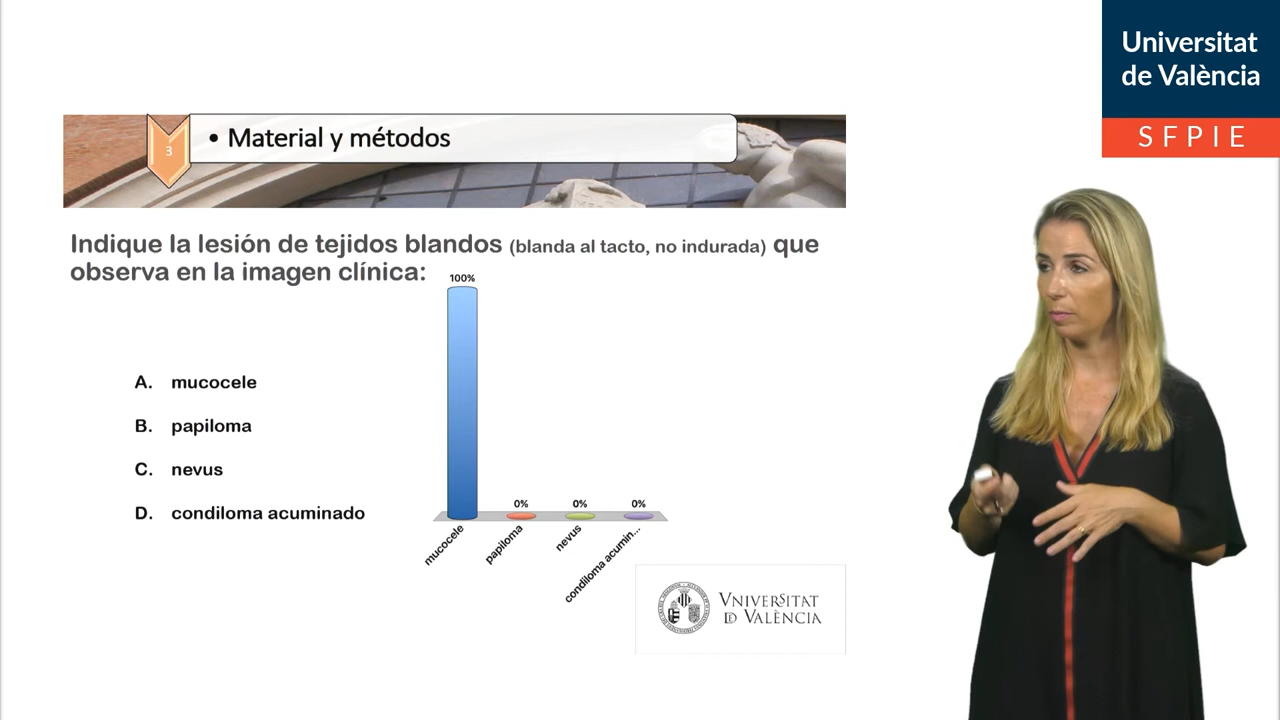 Universitat
de València
SFPIE
3
• Material y métodos
Indique la lesión de tejidos blandos (blanda al tacto, no indurada) que
observa en la imagen clínica:
100%
A. mucocele
B. papiloma
C. nevus
D. condiloma acuminado
0%
0%
0%
mucocele
papiloma
nevus
condiloma acumin...
VNIVERSITAT
DE VALÈNCIA